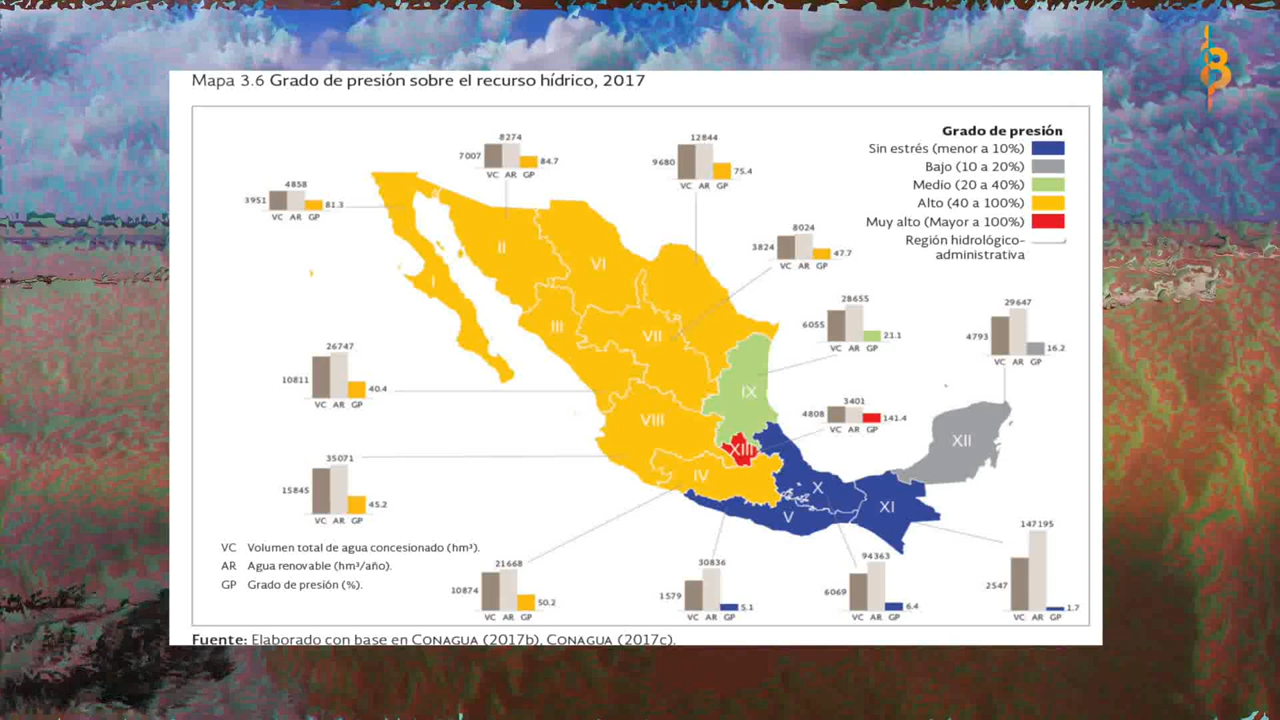 Mapa 3.6 Grado de presión sobre el recurso hídrico, 2017
Grado de presión
Sin estrés (menor a 10%)
Bajo (10 a 20%)
Medio (20 a 40%)
Alto (40 a 100%)
Muy alto (Mayor a 100%)
Región hidrológico-
administrativa
8274
7007
84.7
VC AR GP
12844
9680
75.4
VC AR GP
4858
3951
81.3
VC AR GP
8024
3824
47.7
VC AR GP
28655
6055
21.1
VC AR GP
29647
4793
16.2
VC AR GP
26747
10811
40.4
VC AR GP
3401
4808
141.4
VC AR GP
35071
15845
45.2
VC AR GP
I
II
III
VI
VII
VIII
IX
XIII
IV
V
X
XI
XII
VC Volumen total de agua concesionado (hm³).
AR Agua renovable (hm³/año).
GP Grado de presión (%).
21668
10874
50.2
VC AR GP
30836
1579
5.1
VC AR GP
94363
6069
6.4
VC AR GP
147195
2547
1.7
VC AR GP
Fuente: Elaborado con base en CONAGUA (2017b), CONAGUA (2017c).